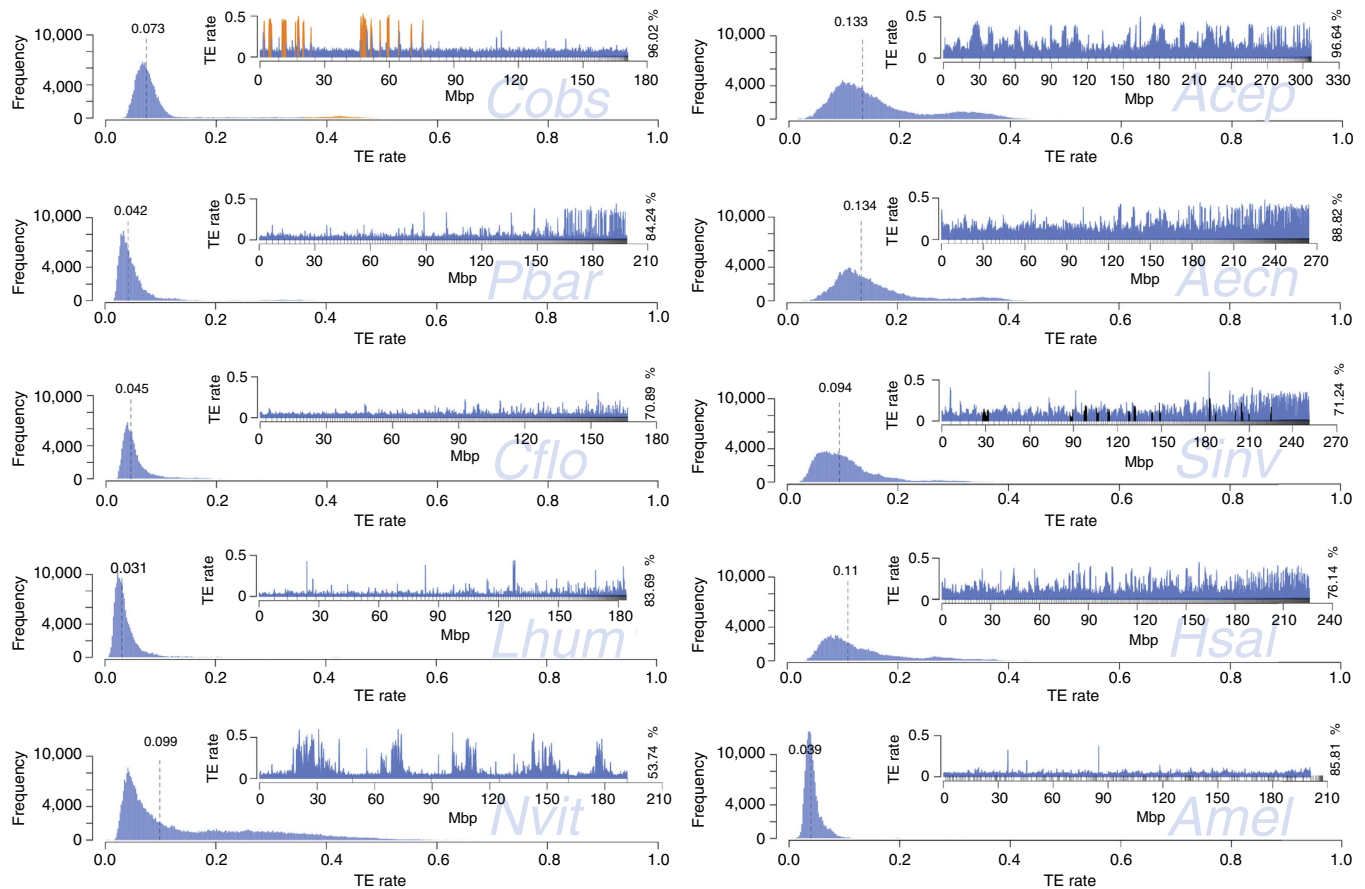 Cobs
Frequency
10,000
4,000
0
0.073
0.0 0.2 0.4 0.6 0.8 1.0
TE rate
TE rate
0.5
0
0 30 60 90 120 150 180
Mbp
96.02 %
Acep
Frequency
10,000
4,000
0
0.133
0.0 0.2 0.4 0.6 0.8 1.0
TE rate
TE rate
0.5
0
0 30 60 90 120 150 180 210 240 270 300 330
Mbp
96.64 %
Pbar
Frequency
10,000
4,000
0
0.042
0.0 0.2 0.4 0.6 0.8 1.0
TE rate
TE rate
0.5
0
0 30 60 90 120 150 180 210
Mbp
84.24 %
Aecn
Frequency
10,000
4,000
0
0.134
0.0 0.2 0.4 0.6 0.8 1.0
TE rate
TE rate
0.5
0
0 30 60 90 120 150 180 210 240 270
Mbp
88.82 %
Cflo
Frequency
10,000
4,000
0
0.045
0.0 0.2 0.4 0.6 0.8 1.0
TE rate
TE rate
0.5
0
0 30 60 90 120 150 180
Mbp
70.89 %
Sinv
Frequency
10,000
4,000
0
0.094
0.0 0.2 0.4 0.6 0.8 1.0
TE rate
TE rate
0.5
0
30 60 90 120 150 180 210 240 270
Mbp
71.24 %
Lhum
Frequency
10,000
4,000
0
0.031
0.0 0.2 0.4 0.6 0.8 1.0
TE rate
TE rate
0.5
0
0 30 60 90 120 150 180
Mbp
83.69 %
Hsal
Frequency
10,000
4,000
0
0.11
0.0 0.2 0.4 0.6 0.8 1.0
TE rate
TE rate
0.5
0
0 30 60 90 120 150 180 210 240
Mbp
76.14 %
Nvit
Frequency
10,000
4,000
0
0.099
0.0 0.2 0.4 0.6 0.8 1.0
TE rate
TE rate
0.5
0
0 30 60 90 120 150 180 210
Mbp
53.74 %
Amel
Frequency
10,000
4,000
0
0.039
0.0 0.2 0.4 0.6 0.8 1.0
TE rate
TE rate
0.5
0
0 30 60 90 120 150 180 210
Mbp
85.81 %